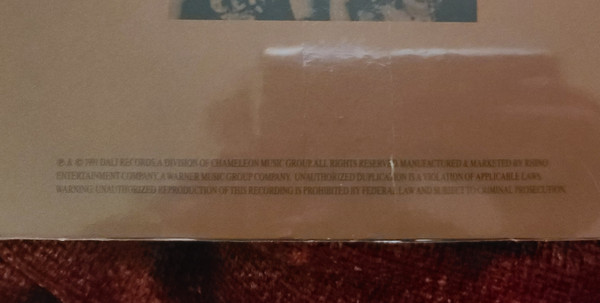 ℗ & © 1991 DALI RECORDS, A DIVISION OF CHAMELEON MUSIC GROUP. ALL RIGHTS RESERVED. MANUFACTURED & MARKETED BY RHINO
ENTERTAINMENT COMPANY, A WARNER MUSIC GROUP COMPANY. UNAUTHORIZED DUPLICATION IS A VIOLATION OF APPLICABLE LAWS.
WARNING: UNAUTHORIZED REPRODUCTION OF THIS RECORDING IS PROHIBITED BY FEDERAL LAW AND SUBJECT TO CRIMINAL PROSECUTION.